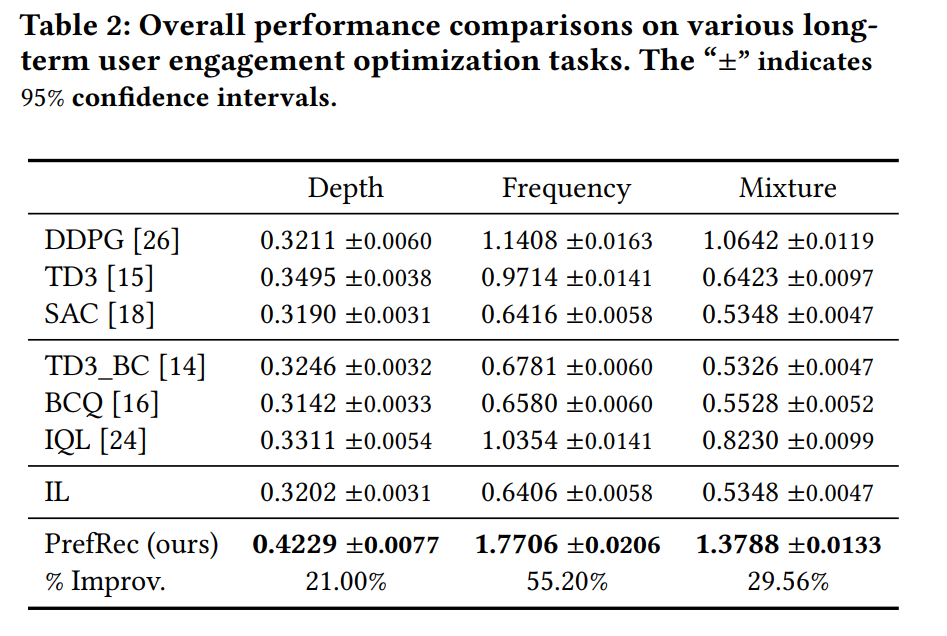 Table 2: Overall performance comparisons on various long-
term user engagement optimization tasks. The “±” indicates
95% confidence intervals.
Depth Frequency Mixture
DDPG [26] 0.3211 ±0.0060 1.1408 ±0.0163 1.0642 ±0.0119
TD3 [15] 0.3495 ±0.0038 0.9714 ±0.0141 0.6423 ±0.0097
SAC [18] 0.3190 ±0.0031 0.6416 ±0.0058 0.5348 ±0.0047
TD3_BC [14] 0.3246 ±0.0032 0.6781 ±0.0060 0.5326 ±0.0047
BCQ [16] 0.3142 ±0.0033 0.6580 ±0.0060 0.5528 ±0.0052
IQL [24] 0.3311 ±0.0054 1.0354 ±0.0141 0.8230 ±0.0099
IL 0.3202 ±0.0031 0.6406 ±0.0058 0.5348 ±0.0047
PrefRec (ours) 0.4229 ±0.0077 1.7706 ±0.0206 1.3788 ±0.0133
% Improv. 21.00% 55.20% 29.56%